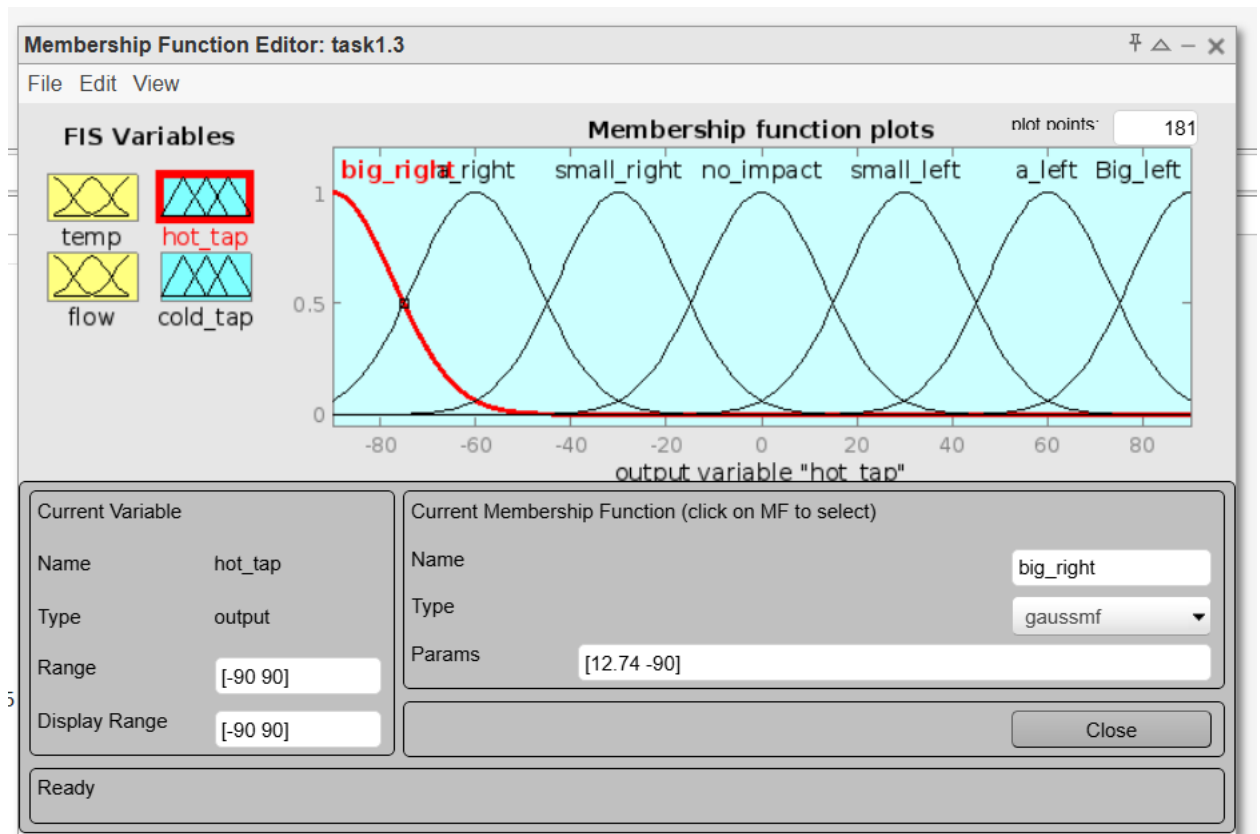 Membership Function Editor: task1.3
File Edit View
FIS Variables
Membership function plots
plot points: 181
temp hot_tap
flow cold_tap
big_right a_right small_right no_impact small_left a_left Big_left
1
0.5
0
-80 -60 -40 -20 0 20 40 60 80
output variable "hot_tap"
Current Variable
Name hot_tap
Type output
Range [-90 90]
Display Range [-90 90]
Current Membership Function (click on MF to select)
Name big_right
Type gaussmf
Params [12.74 -90]
Close
Ready